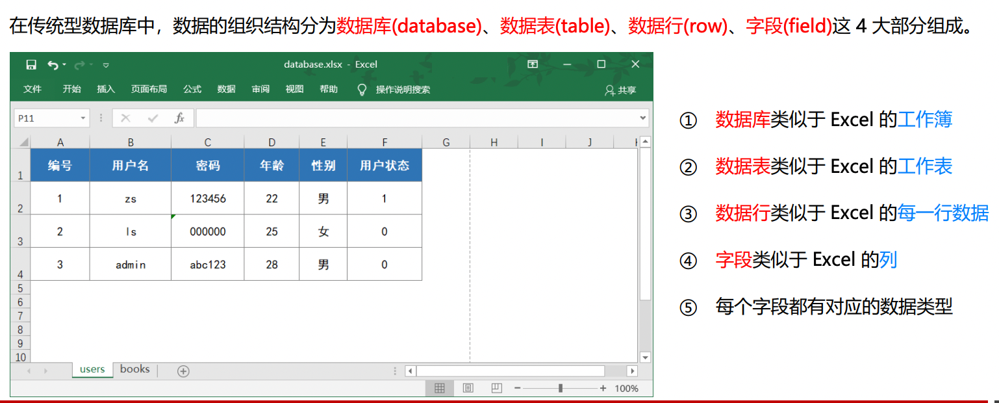 在传统型数据库中，数据的组织结构分为数据库(database)、数据表(table)、数据行(row)、字段(field)这 4 大部分组成。
database.xlsx - Excel
文件 开始 插入 页面布局 公式 数据 审阅 视图 帮助 操作说明搜索 共享
P11 fx
A B C D E F G H I J
1 编号 用户名 密码 年龄 性别 用户状态
2 1 zs 123456 22 男 1
3 2 ls 000000 25 女 0
4 3 admin abc123 28 男 0
5
6
7
8
9
10
users books
100%
① 数据库类似于 Excel 的工作簿
② 数据表类似于 Excel 的工作表
③ 数据行类似于 Excel 的每一行数据
④ 字段类似于 Excel 的列
⑤ 每个字段都有对应的数据类型